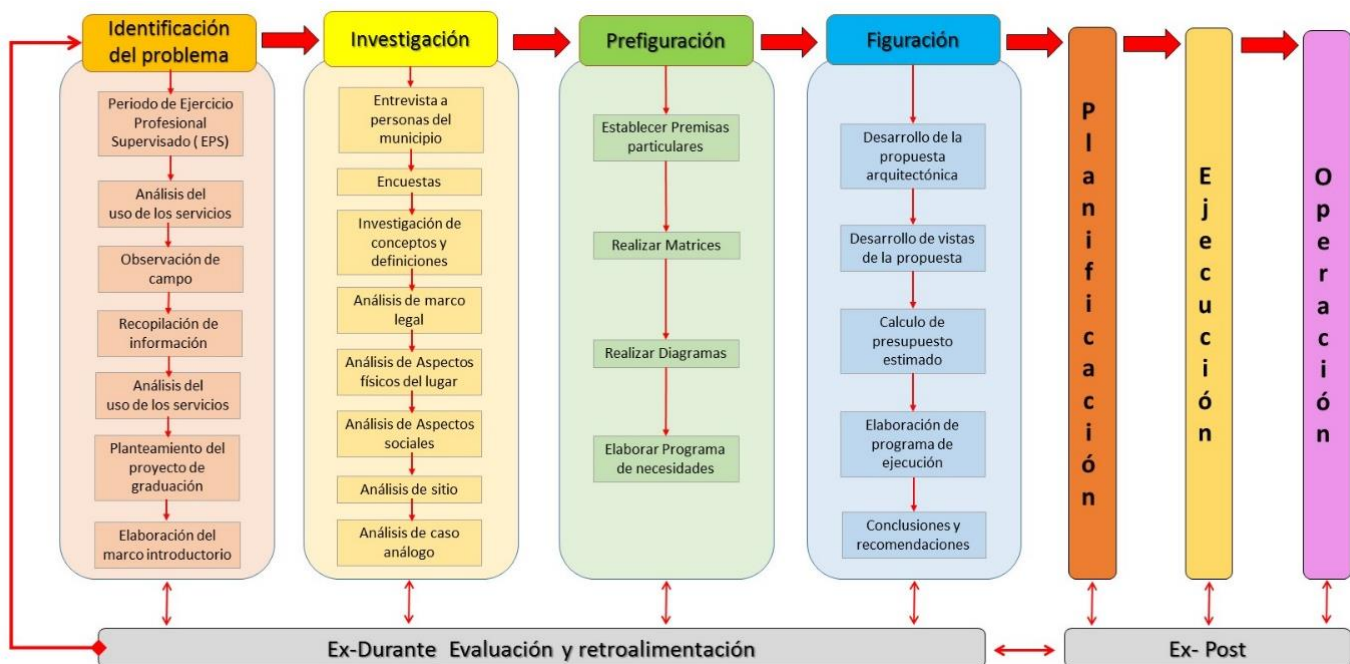 Identificación
del problema
Periodo de Ejercicio
Profesional
Supervisado ( EPS)
Análisis del
uso de los servicios
Observación de
campo
Recopilación de
información
Análisis del
uso de los servicios
Planteamiento del
proyecto de
graduación
Elaboración del
marco introductorio
Investigación
Entrevista a
personas del
municipio
Encuestas
Investigación de
conceptos y
definiciones
Análisis de marco
legal
Análisis de Aspectos
físicos del lugar
Análisis de Aspectos
sociales
Análisis de sitio
Análisis de caso
análogo
Prefiguración
Establecer Premisas
particulares
Realizar Matrices
Realizar Diagramas
Elaborar Programa
de necesidades
Figuración
Desarrollo de la
propuesta
arquitectónica
Desarrollo de vistas
de la propuesta
Calculo de
presupuesto
estimado
Elaboración de
programa de
ejecución
Conclusiones y
recomendaciones
Planificación
Ejecución
Operación
Ex-Durante Evaluación y retroalimentación
Ex- Post